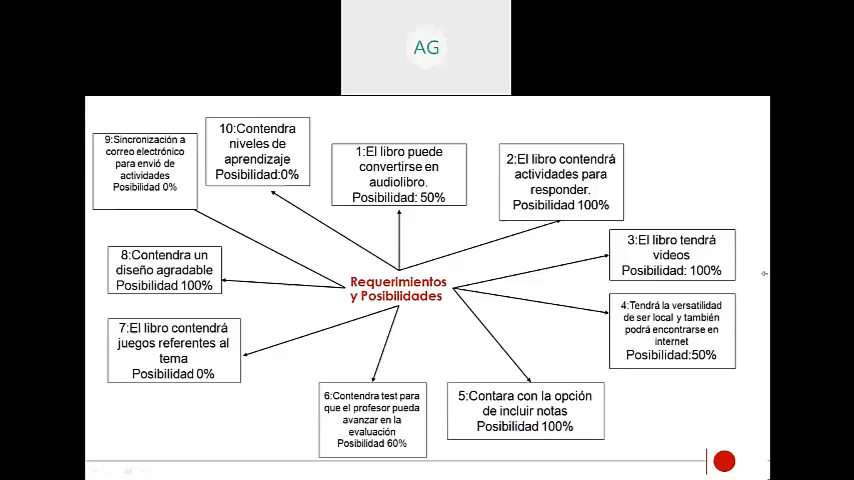 AG
9:Sincronización a
correo electrónico
para envió de
actividades
Posibilidad 0%
10:Contendra
niveles de
aprendizaje
Posibilidad:0%
1:El libro puede
convertirse en
audiolibro.
Posibilidad: 50%
2:El libro contendrá
actividades para
responder.
Posibilidad 100%
3:El libro tendrá
videos
Posibilidad: 100%
8:Contendra un
diseño agradable
Posibilidad 100%
Requerimientos
y Posibilidades
4:Tendrá la versatilidad
de ser local y también
podrá encontrarse en
internet
Posibilidad:50%
7:El libro contendrá
juegos referentes al
tema
Posibilidad 0%
6:Contendra test para
que el profesor pueda
avanzar en la
evaluación
Posibilidad 60%
5:Contara con la opción
de incluir notas
Posibilidad 100%